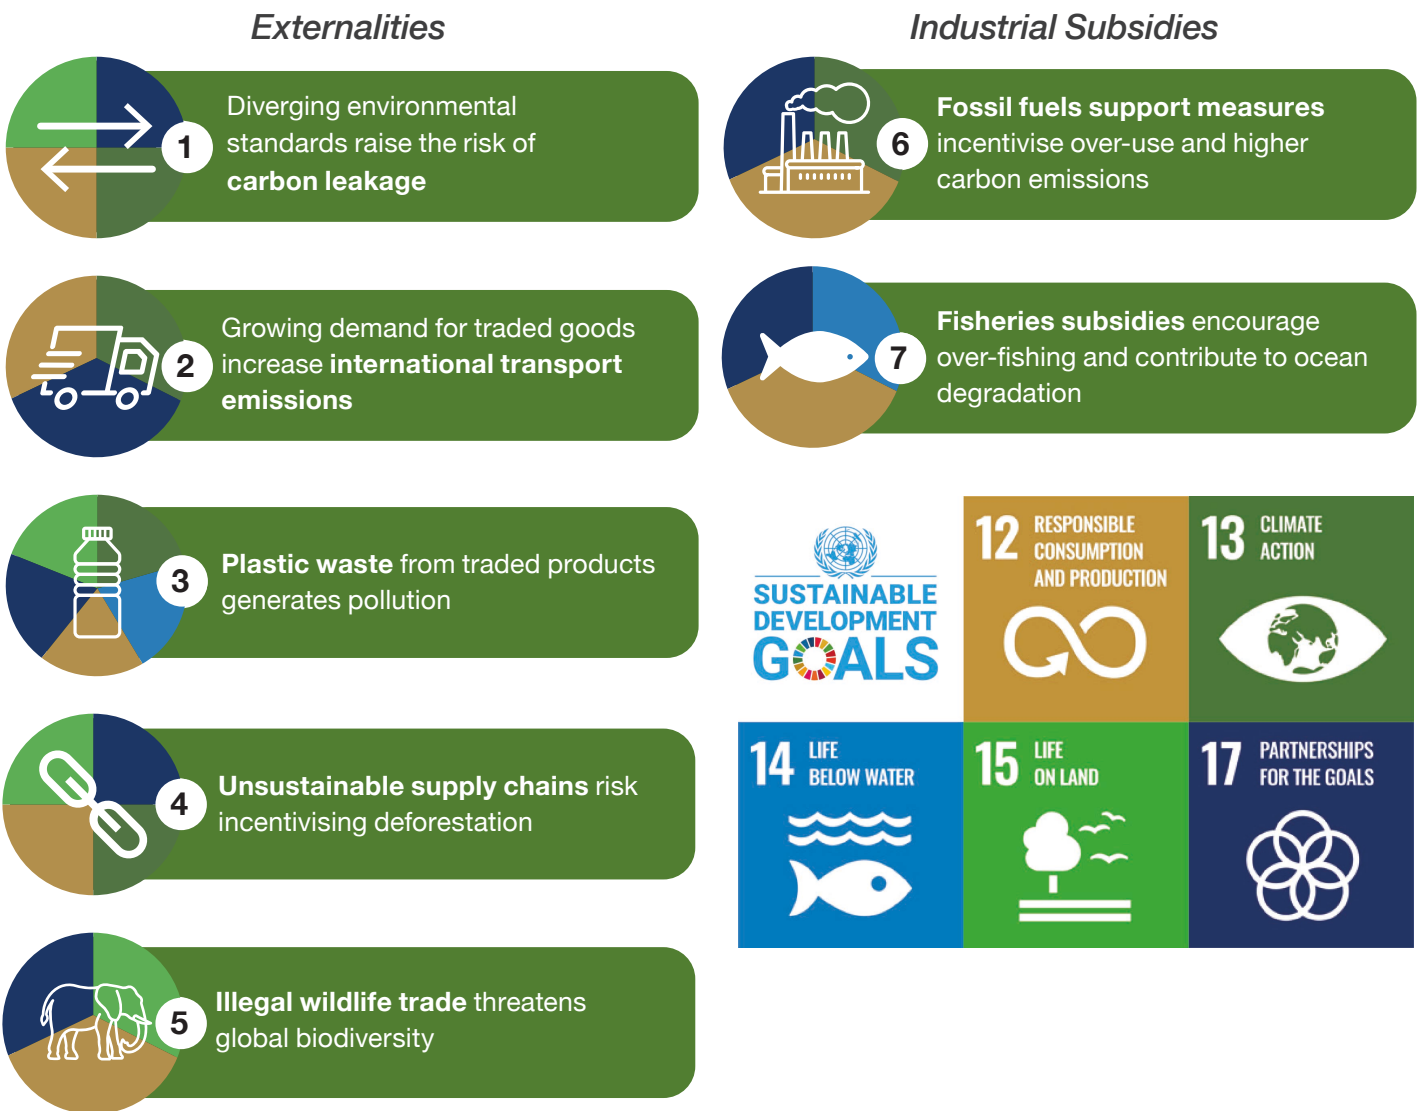 Externalities
1
Diverging environmental
standards raise the risk of
carbon leakage
2
Growing demand for traded goods
increase international transport
emissions
3
Plastic waste from traded products
generates pollution
4
Unsustainable supply chains risk
incentivising deforestation
5
Illegal wildlife trade threatens
global biodiversity
Industrial Subsidies
6
Fossil fuels support measures
incentivise over-use and higher
carbon emissions
7
Fisheries subsidies encourage
over-fishing and contribute to ocean
degradation
SUSTAINABLE
DEVELOPMENT
GOALS
12 RESPONSIBLE
CONSUMPTION
AND PRODUCTION
13 CLIMATE
ACTION
14 LIFE
BELOW WATER
15 LIFE
ON LAND
17 PARTNERSHIPS
FOR THE GOALS